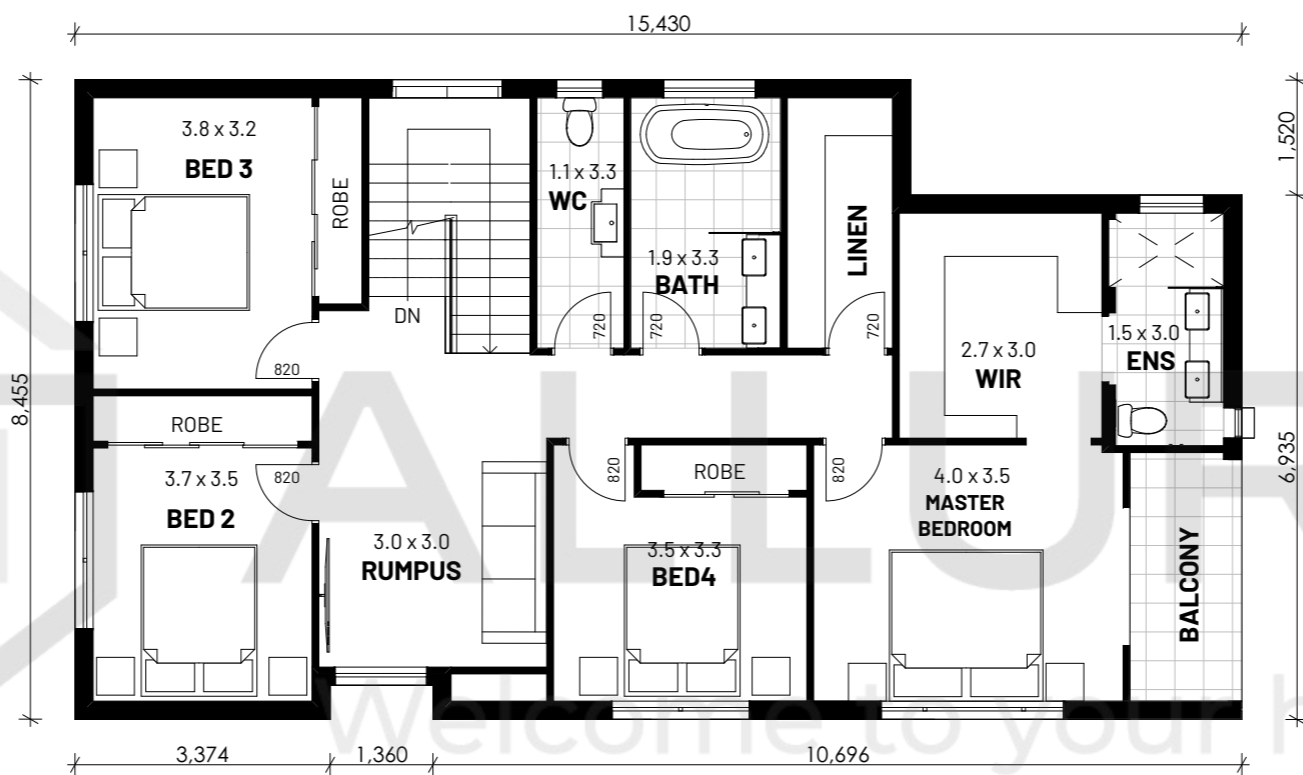 15,430
3.8 x 3.2
BED 3
ROBE
DN
1.1 x 3.3
WC
720
1.9 x 3.3
BATH
720
LINEN
720
1,520
2.7 x 3.0
WIR
1.5 x 3.0
ENS
820
8,455
ROBE
3.7 x 3.5
BED 2
820
3.0 x 3.0
RUMPUS
820
ROBE
3.5 x 3.3
BED4
820
4.0 x 3.5
MASTER
BEDROOM
BALCONY
6,935
ALLUR
Welcome to your h
3,374
1,360
10,696